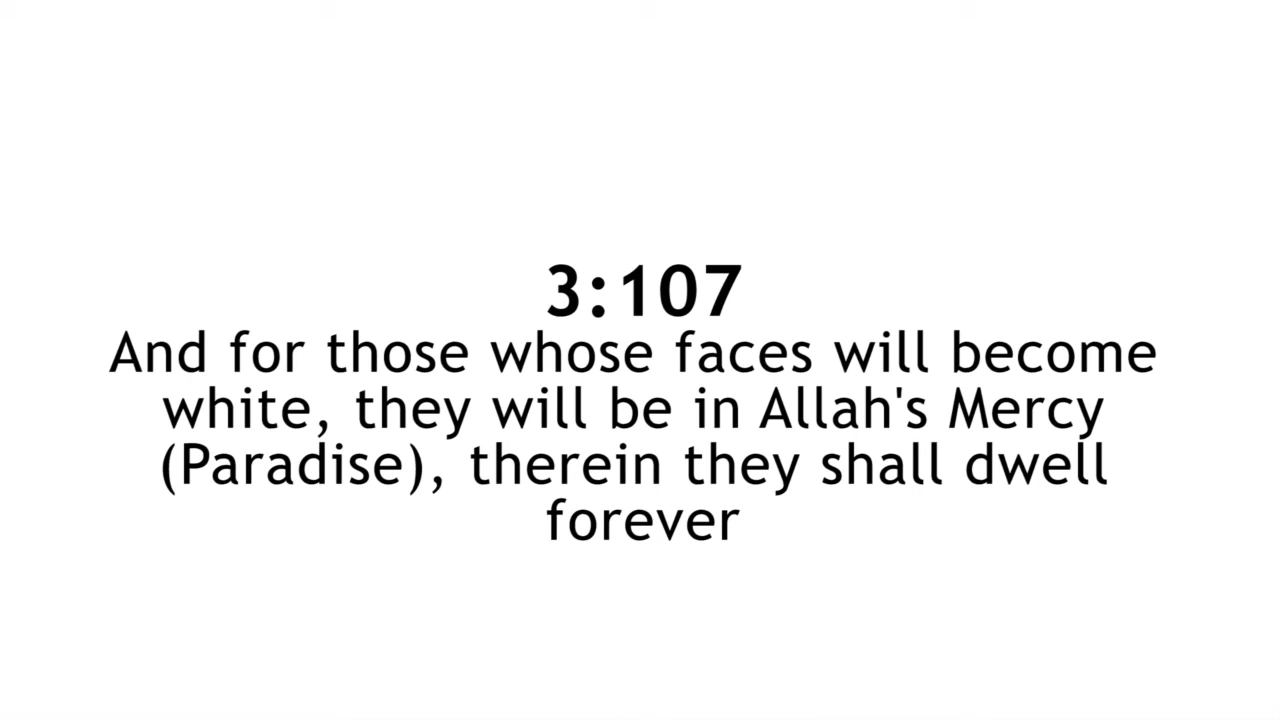 3:107
And for those whose faces will become
white, they will be in Allah's Mercy
(Paradise), therein they shall dwell
forever